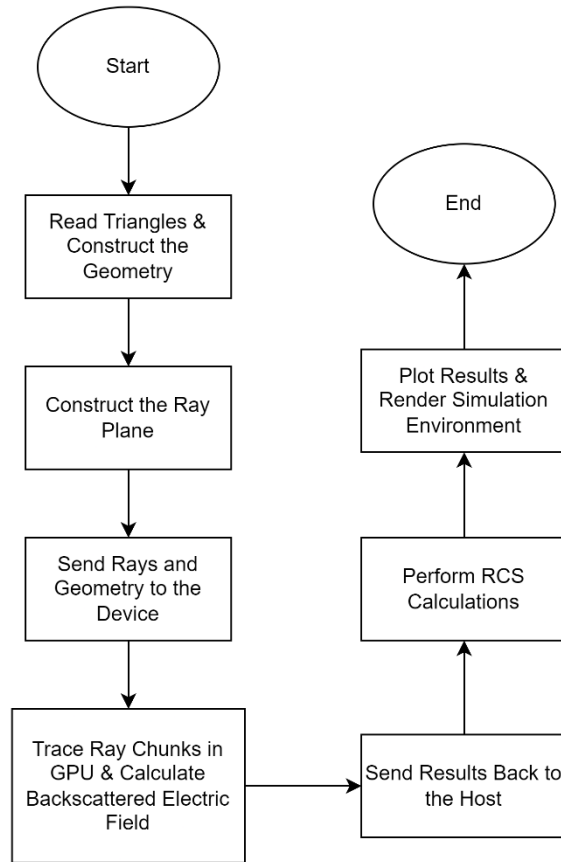 Start
Read Triangles &
Construct the
Geometry
Construct the Ray
Plane
Send Rays and
Geometry to the
Device
Trace Ray Chunks in
GPU & Calculate
Backscattered Electric
Field
Send Results Back to
the Host
Perform RCS
Calculations
Plot Results &
Render Simulation
Environment
End